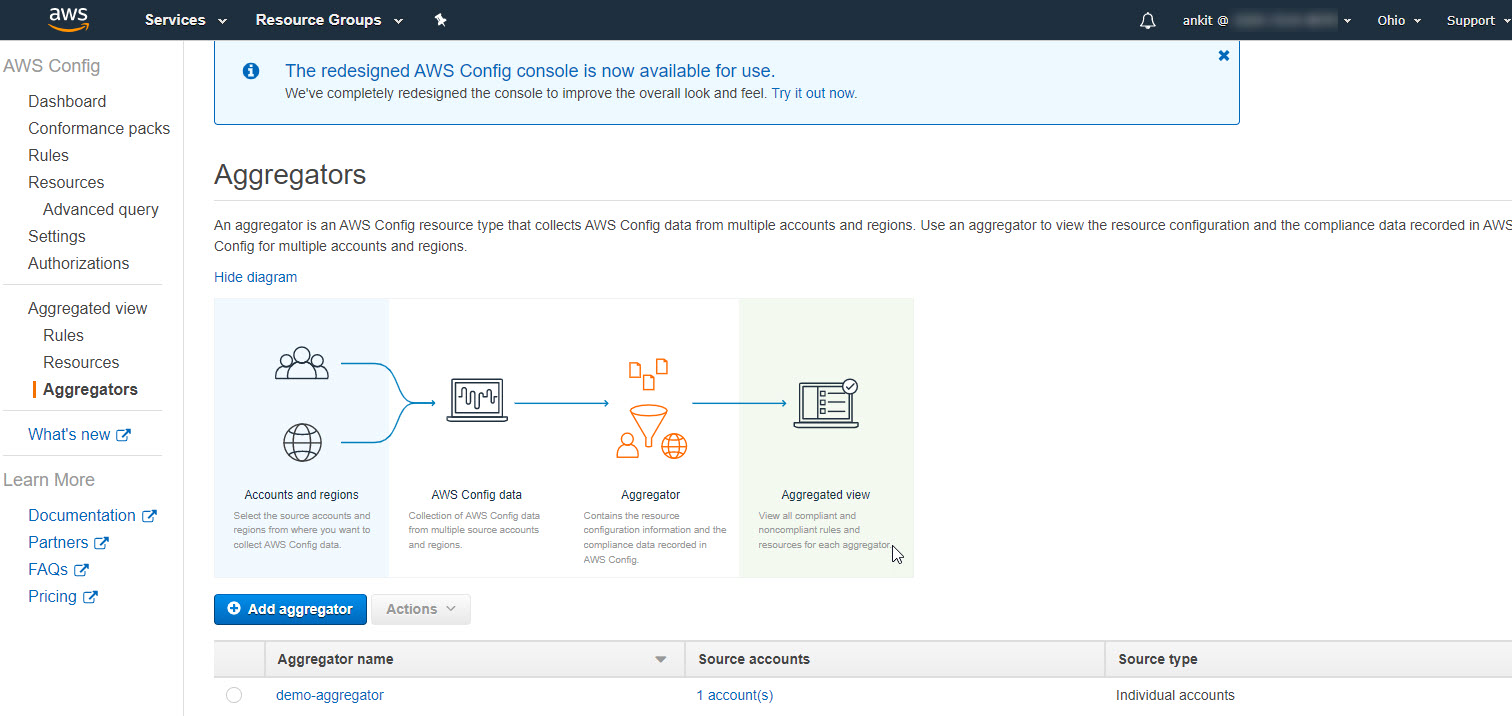 aws Services Resource Groups ankit @ Ohio Support
AWS Config
Dashboard
Conformance packs
Rules
Resources
Advanced query
Settings
Authorizations
Aggregated view
Rules
Resources
Aggregators
What's new
Learn More
Documentation
Partners
FAQs
Pricing
The redesigned AWS Config console is now available for use.
We've completely redesigned the console to improve the overall look and feel. Try it out now.
Aggregators
An aggregator is an AWS Config resource type that collects AWS Config data from multiple accounts and regions. Use an aggregator to view the resource configuration and the compliance data recorded in AWS
Config for multiple accounts and regions.
Hide diagram
Accounts and regions
Select the source accounts and
regions from where you want to
collect AWS Config data.
AWS Config data
Collection of AWS Config data
from multiple source accounts
and regions.
Aggregator
Contains the resource
configuration information and the
compliance data recorded in
AWS Config.
Aggregated view
View all compliant and
noncompliant rules and
resources for each aggregator.
Add aggregator Actions
Aggregator name Source accounts Source type
demo-aggregator 1 account(s) Individual accounts